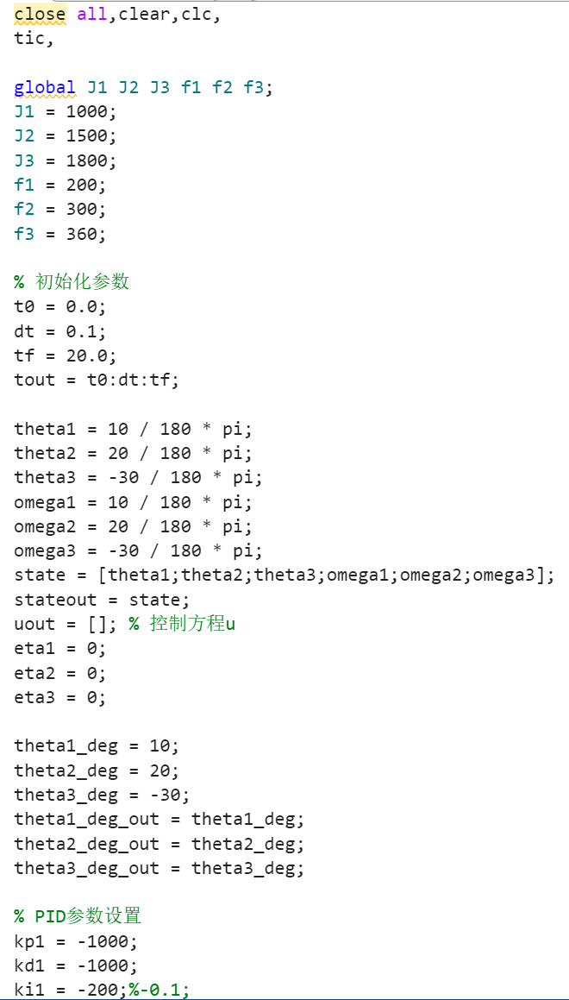 close all,clear,clc,
tic,
global J1 J2 J3 f1 f2 f3;
J1 = 1000;
J2 = 1500;
J3 = 1800;
f1 = 200;
f2 = 300;
f3 = 360;
% 初始化参数
t0 = 0.0;
dt = 0.1;
tf = 20.0;
tout = t0:dt:tf;
theta1 = 10 / 180 * pi;
theta2 = 20 / 180 * pi;
theta3 = -30 / 180 * pi;
omega1 = 10 / 180 * pi;
omega2 = 20 / 180 * pi;
omega3 = -30 / 180 * pi;
state = [theta1;theta2;theta3;omega1;omega2;omega3];
stateout = state;
uout = []; % 控制方程u
eta1 = 0;
eta2 = 0;
eta3 = 0;
theta1_deg = 10;
theta2_deg = 20;
theta3_deg = -30;
theta1_deg_out = theta1_deg;
theta2_deg_out = theta2_deg;
theta3_deg_out = theta3_deg;
% PID参数设置
kp1 = -1000;
kd1 = -1000;
ki1 = -200;%-0.1;